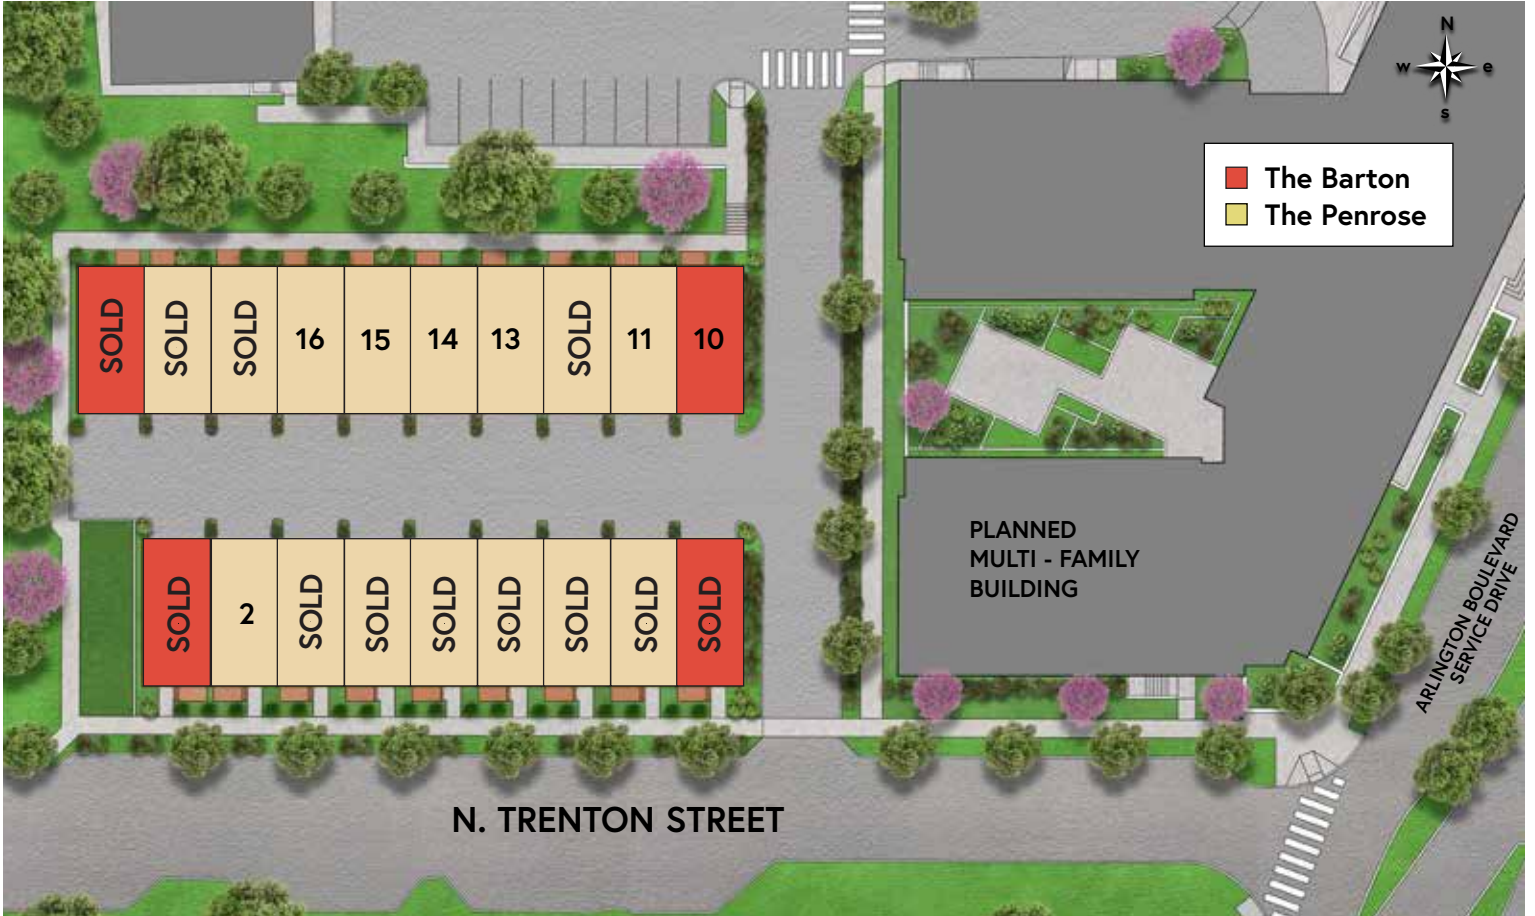 N
w e
s
The Barton
The Penrose
SOLD
SOLD
SOLD
16
15
14
13
SOLD
11
10
SOLD
2
SOLD
SOLD
SOLD
SOLD
SOLD
SOLD
SOLD
PLANNED
MULTI - FAMILY
BUILDING
ARLINGTON BOULEVARD
SERVICE DRIVE
N. TRENTON STREET